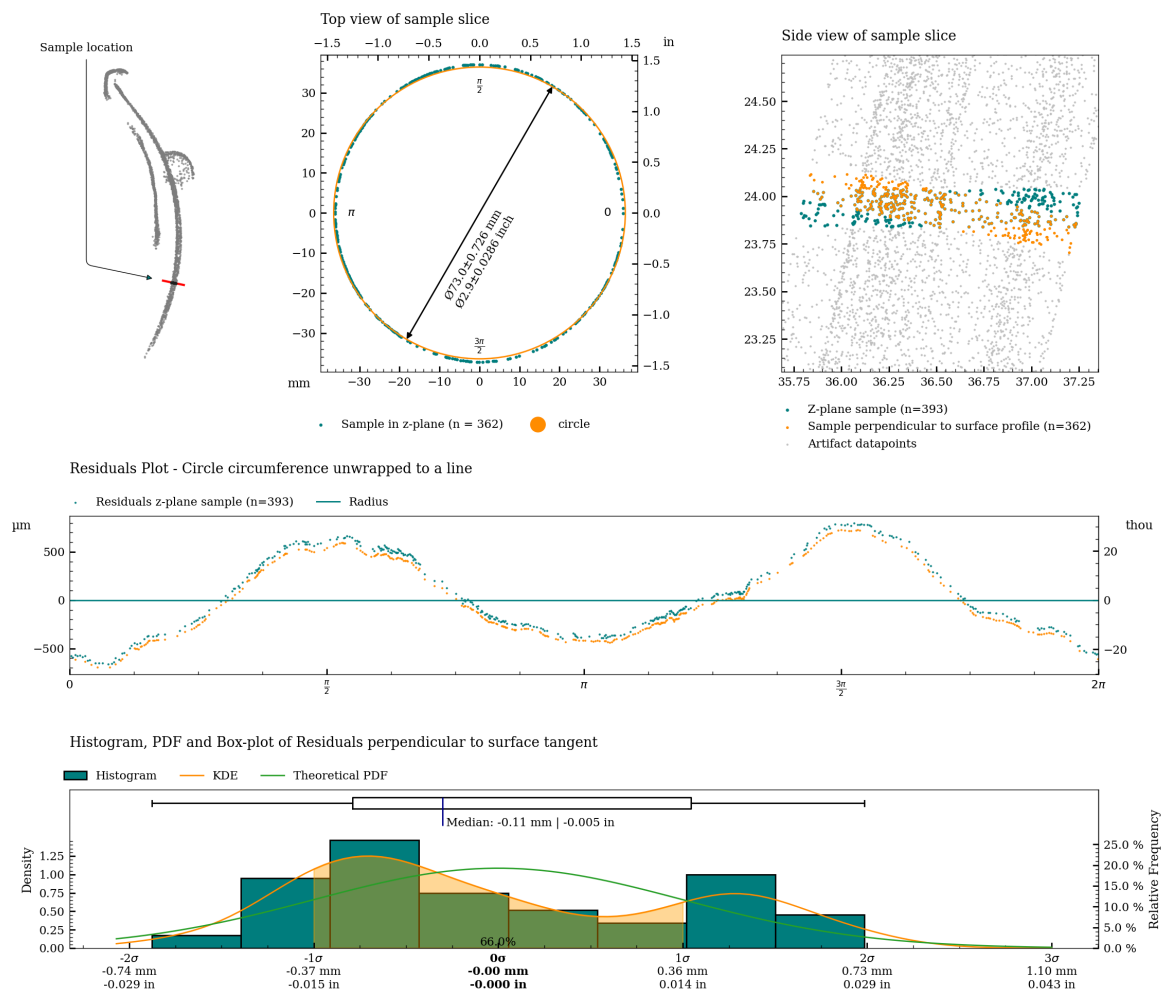 Sample location
Top view of sample slice
−1.5 −1.0 −0.5 0.0 0.5 1.0 1.5 in
30
20
10
0
−10
−20
−30
mm
1.5
1.0
0.5
0.0
−0.5
−1.0
−1.5
π/2
π
0
3π/2
Ø73.0±0.726 mm
Ø2.9±0.0286 inch
−30 −20 −10 0 10 20 30
Sample in z-plane (n = 362) circle
Side view of sample slice
24.50
24.25
24.00
23.75
23.50
23.25
35.75 36.00 36.25 36.50 36.75 37.00 37.25
Z-plane sample (n=393)
Sample perpendicular to surface profile (n=362)
Artifact datapoints
Residuals Plot - Circle circumference unwrapped to a line
Residuals z-plane sample (n=393) Radius
µm
500
0
−500
thou
20
0
−20
0 π/2 π 3π/2 2π
Histogram, PDF and Box-plot of Residuals perpendicular to surface tangent
Histogram KDE Theoretical PDF
Median: -0.11 mm | -0.005 in
Density
1.25
1.00
0.75
0.50
0.25
0.00
25.0 %
20.0 %
15.0 %
10.0 %
5.0 %
0.0 %
Relative Frequency
66.0%
-2σ -1σ 0σ 1σ 2σ 3σ
-0.74 mm -0.37 mm -0.00 mm 0.36 mm 0.73 mm 1.10 mm
-0.029 in -0.015 in -0.000 in 0.014 in 0.029 in 0.043 in